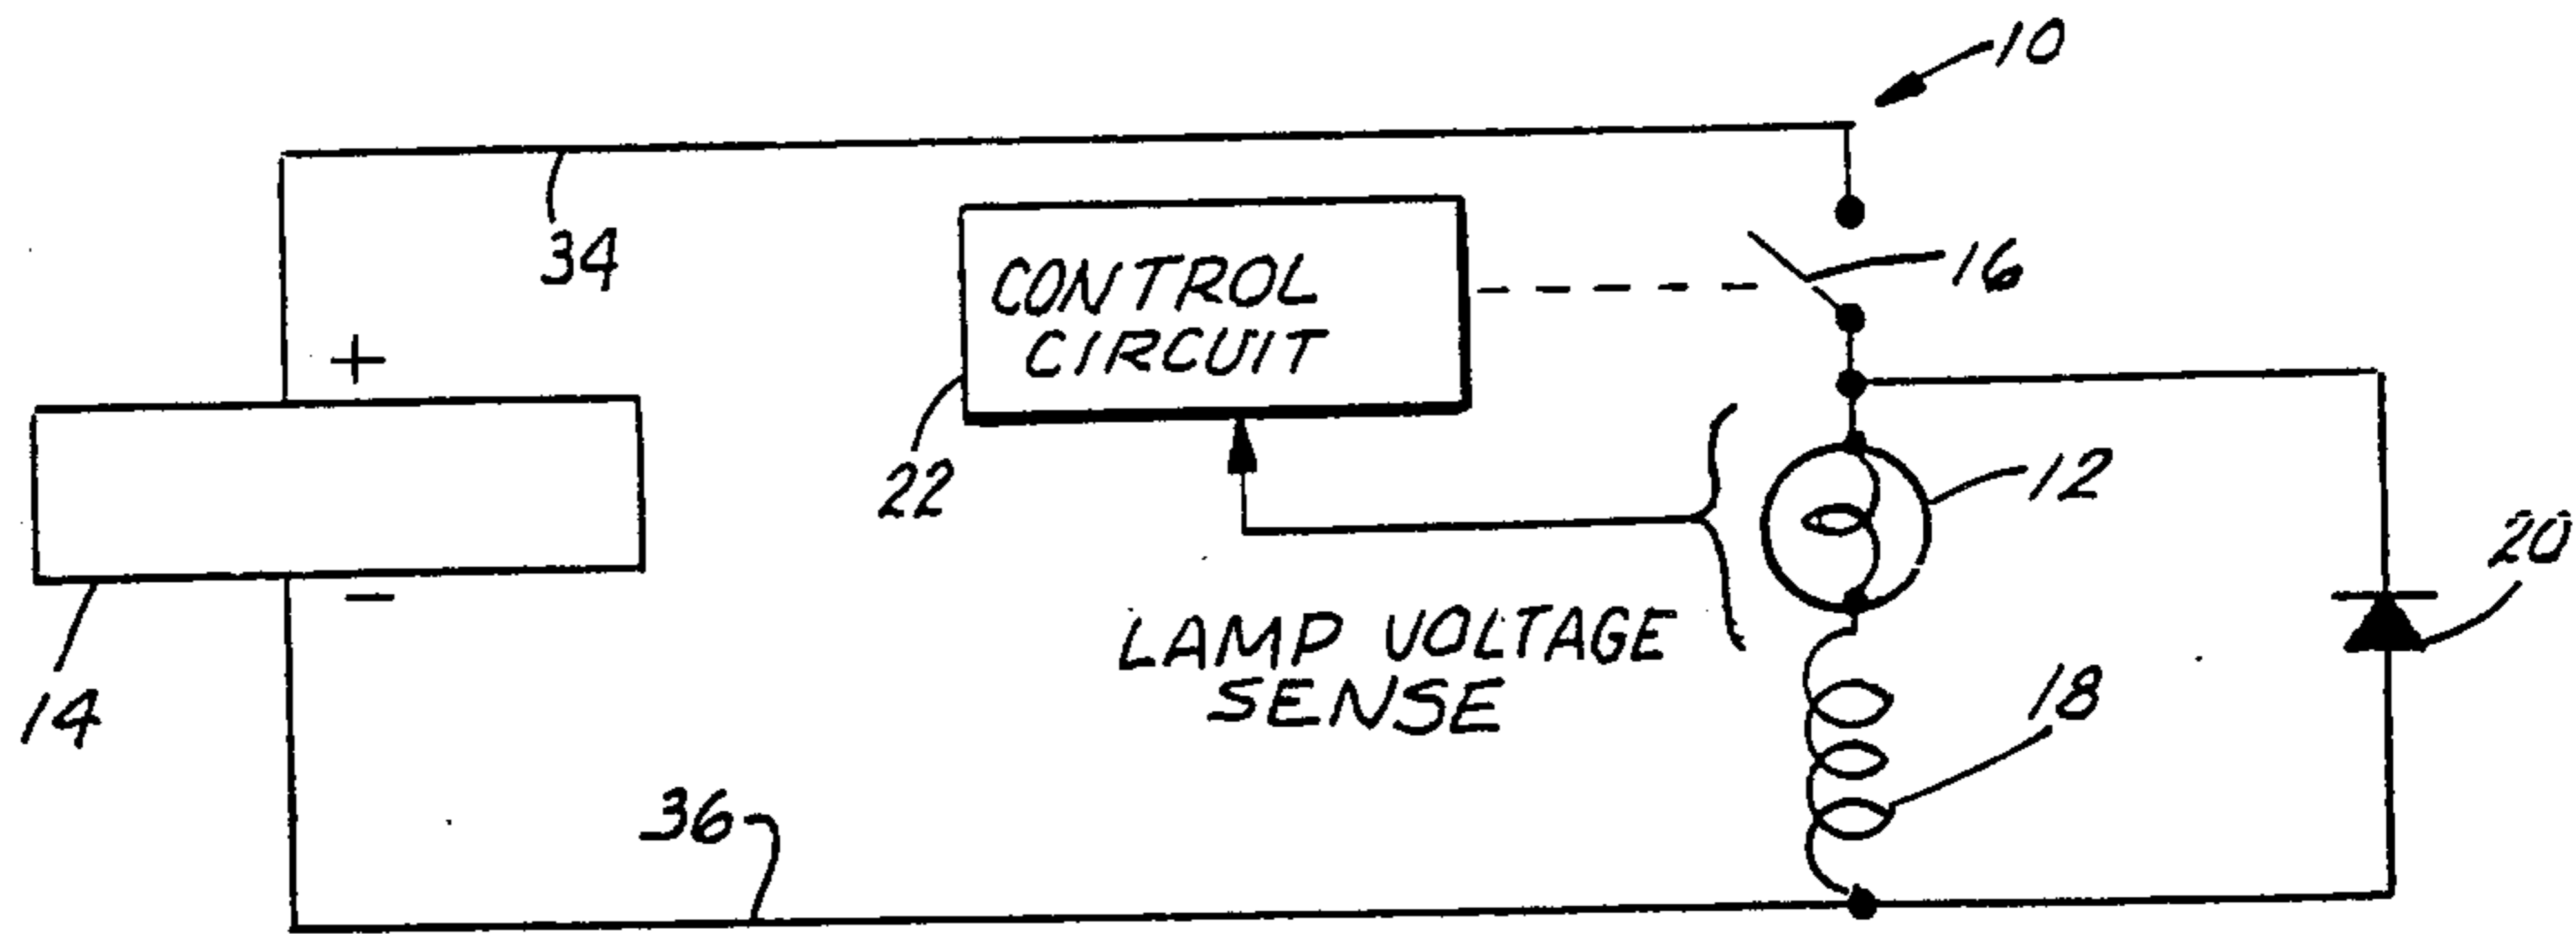 10
34
CONTROL
CIRCUIT
16
+
22
12
20
-
LAMP VOLTAGE
SENSE
14
18
36